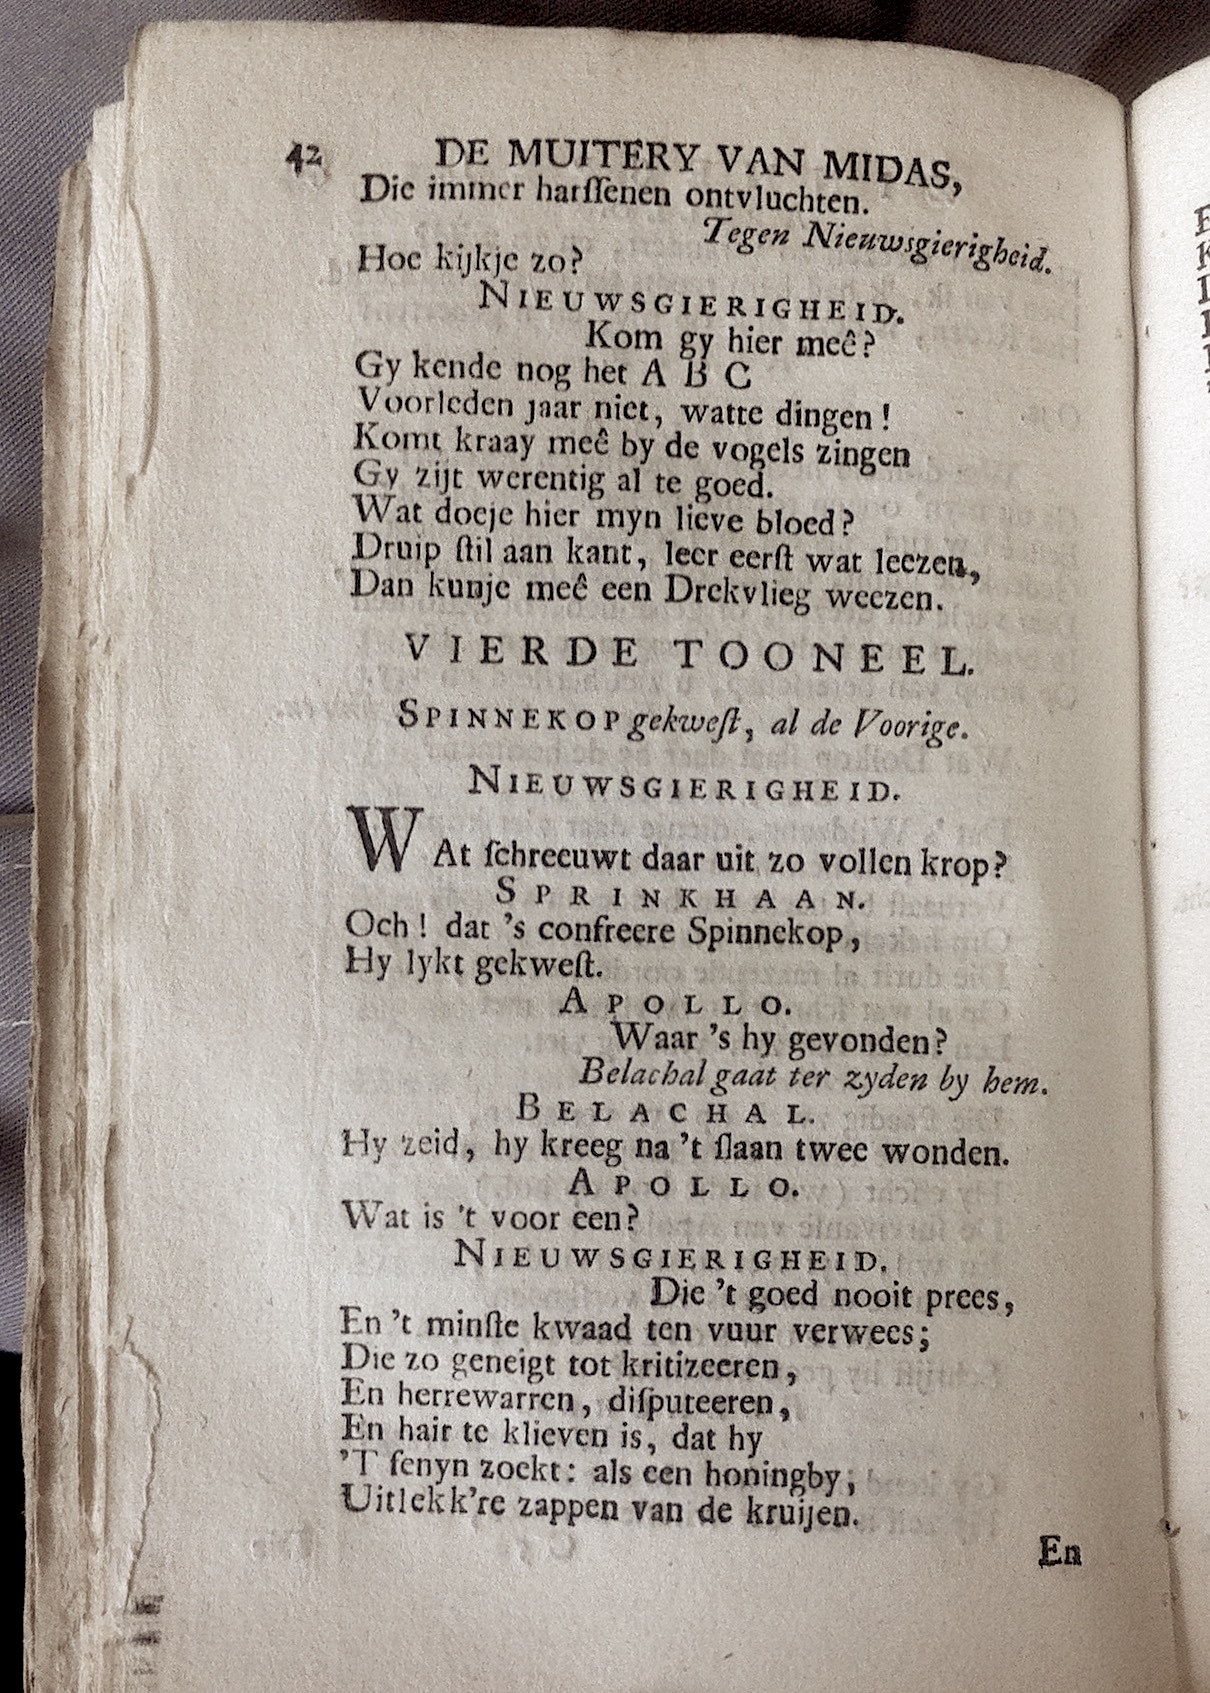 42 DE MUITERY VAN MIDAS,
Die immer harſſenen ontvluchten.
Tegen Nieuwsgierigheid.
Hoe kijkje zo?
NIEUWSGIERIGHEID.
Kom gy hier meê?
Gy kende nog het A B C
Voorleden jaar niet, watte dingen!
Komt kraay meê by de vogels zingen
Gy zijt werentig al te goed.
Wat doeje hier myn lieve bloed?
Druip ſtil aan kant, leer eerſt wat leezen,
Dan kunje meê een Drekvlieg weezen.
VIERDE TOONEEL.
SPINNEKOP gekweſt, al de Voorige.
NIEUWSGIERIGHEID.
WAt ſchreeuwt daar uit zo vollen krop?
SPRINKHAAN.
Och! dat 's confreere Spinnekop,
Hy lykt gekweſt.
APOLLO.
Waar 's hy gevonden?
Belachal gaat ter zyden by hem.
BELACHAL.
Hy zeid, hy kreeg na 't ſlaan twee wonden.
APOLLO.
Wat is 't voor een?
NIEUWSGIERIGHEID.
Die 't goed nooit prees,
En 't minſte kwaad ten vuur verwees;
Die zo geneigt tot kritizeeren,
En herrewarren, diſputeeren,
En hair te klieven is, dat hy
'T ſenyn zoekt: als een honingby;
Uitlekk're zappen van de kruijen.
En